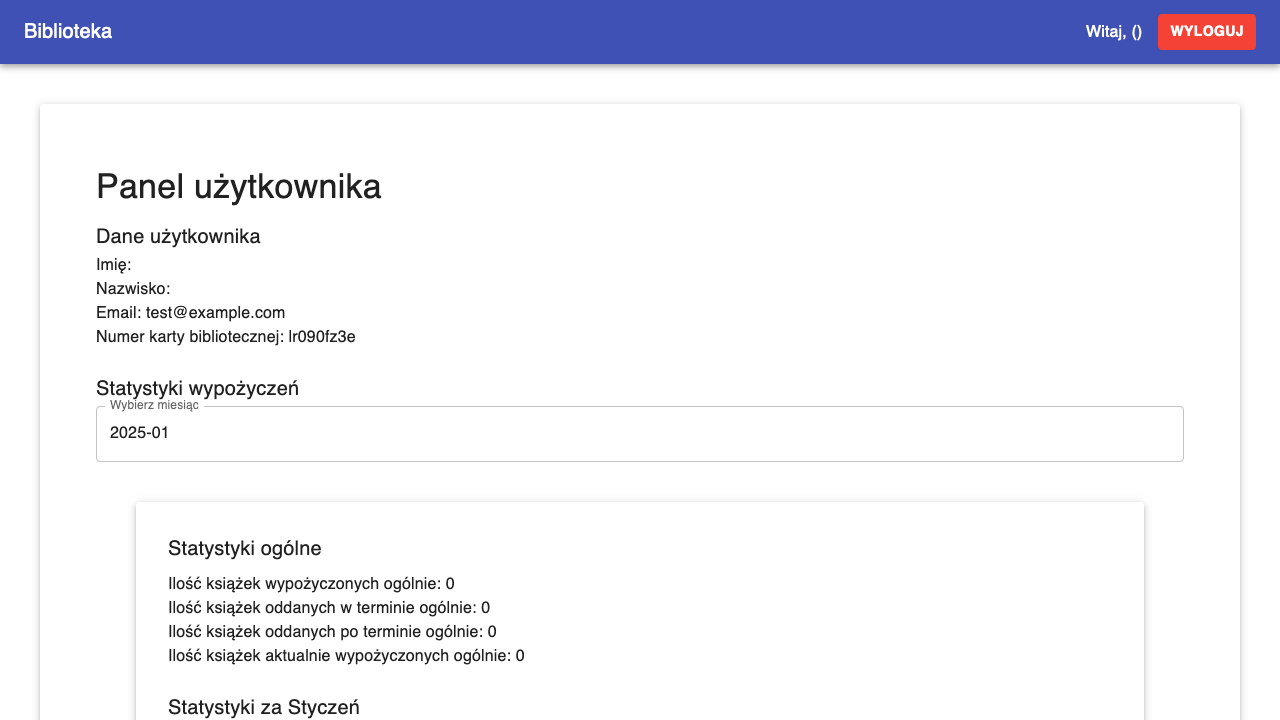 Biblioteka
Witaj, ()
WYLOGUJ
Panel użytkownika
Dane użytkownika
Imię:
Nazwisko:
Email: test@example.com
Numer karty bibliotecznej: lr090fz3e
Statystyki wypożyczeń
Wybierz miesiąc
2025-01
Statystyki ogólne
Ilość książek wypożyczonych ogólnie: 0
Ilość książek oddanych w terminie ogólnie: 0
Ilość książek oddanych po terminie ogólnie: 0
Ilość książek aktualnie wypożyczonych ogólnie: 0
Statystyki za Styczeń